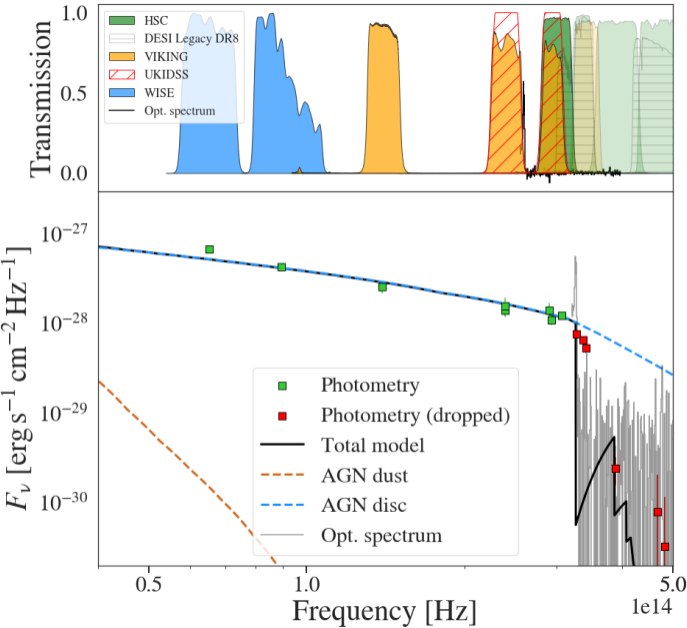 1.0
0.5
0.0
Transmission
HSC
DESI Legacy DR8
VIKING
UKIDSS
WISE
Opt. spectrum
10⁻²⁷
10⁻²⁸
10⁻²⁹
10⁻³⁰
Fν [erg s⁻¹ cm⁻² Hz⁻¹]
Photometry
Photometry (dropped)
Total model
AGN dust
AGN disc
Opt. spectrum
0.5 1.0 5.0
Frequency [Hz] 1e14